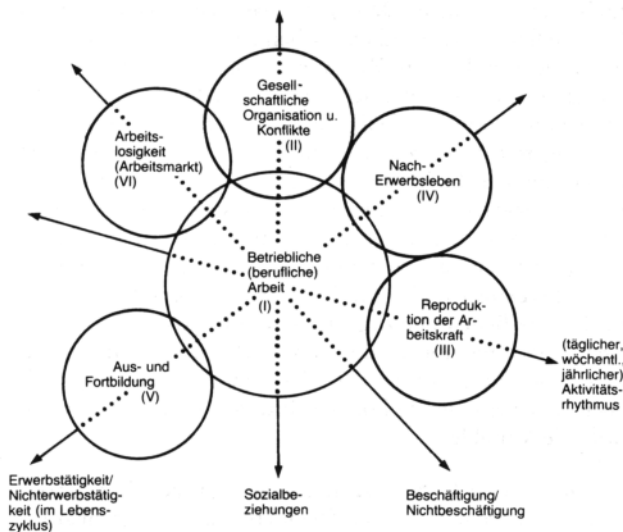 Gesell-
schaftliche
Organisation u.
Konflikte
(II)
Arbeits-
losigkeit
(Arbeitsmarkt)
(VI)
Nach-
Erwerbsleben
(IV)
Betriebliche
(berufliche)
Arbeit
(I)
Reproduk-
tion der Ar-
beitskraft
(III)
(täglicher,
wöchentl.,
jährlicher)
Aktivitäts-
rhythmus
Aus- und
Fortbildung
(V)
Erwerbstätigkeit/
Nichterwerbstätig-
keit (im Lebens-
zyklus)
Sozialbe-
ziehungen
Beschäftigung/
Nichtbeschäftigung